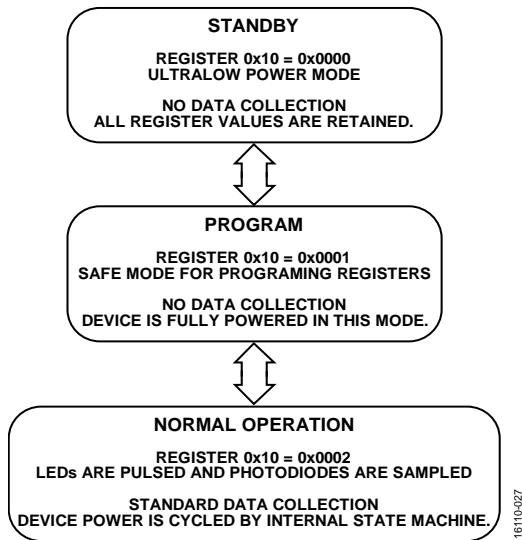 STANDBY
REGISTER 0x10 = 0x0000
ULTRALOW POWER MODE
NO DATA COLLECTION
ALL REGISTER VALUES ARE RETAINED.
PROGRAM
REGISTER 0x10 = 0x0001
SAFE MODE FOR PROGRAMING REGISTERS
NO DATA COLLECTION
DEVICE IS FULLY POWERED IN THIS MODE.
NORMAL OPERATION
REGISTER 0x10 = 0x0002
LEDs ARE PULSED AND PHOTODIODES ARE SAMPLED
STANDARD DATA COLLECTION
DEVICE POWER IS CYCLED BY INTERNAL STATE MACHINE.
16110-027